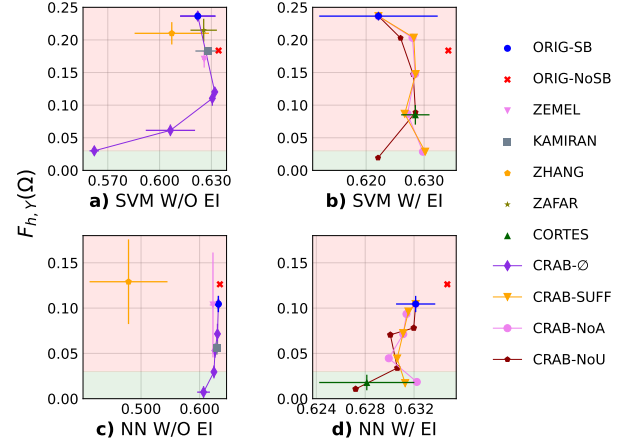 F_{h,Y}(Ω)
0.25
0.20
0.15
0.10
0.05
0.00
0.570 0.600 0.630
a) SVM W/O EI
0.25
0.20
0.15
0.10
0.05
0.00
0.620 0.630
b) SVM W/ EI
0.15
0.10
0.05
0.00
0.500 0.600
c) NN W/O EI
0.15
0.10
0.05
0.00
0.624 0.628 0.632
d) NN W/ EI
ORIG-SB
ORIG-NoSB
ZEMEL
KAMIRAN
ZHANG
ZAFAR
CORTES
CRAB-∅
CRAB-SUFF
CRAB-NoA
CRAB-NoU